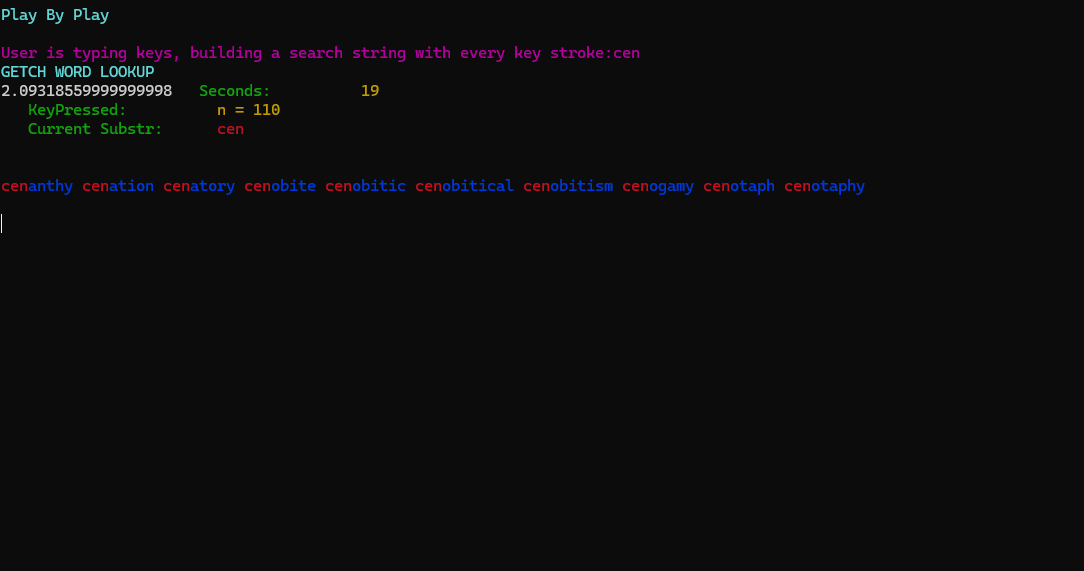 Play By Play
User is typing keys, building a search string with every key stroke:cen
GETCH WORD LOOKUP
2.09318559999999998 Seconds: 19
KeyPressed: n = 110
Current Substr: cen
cenanthy cenation cenatory cenobite cenobitic cenobitical cenobitism cenogamy cenotaph cenotaphy